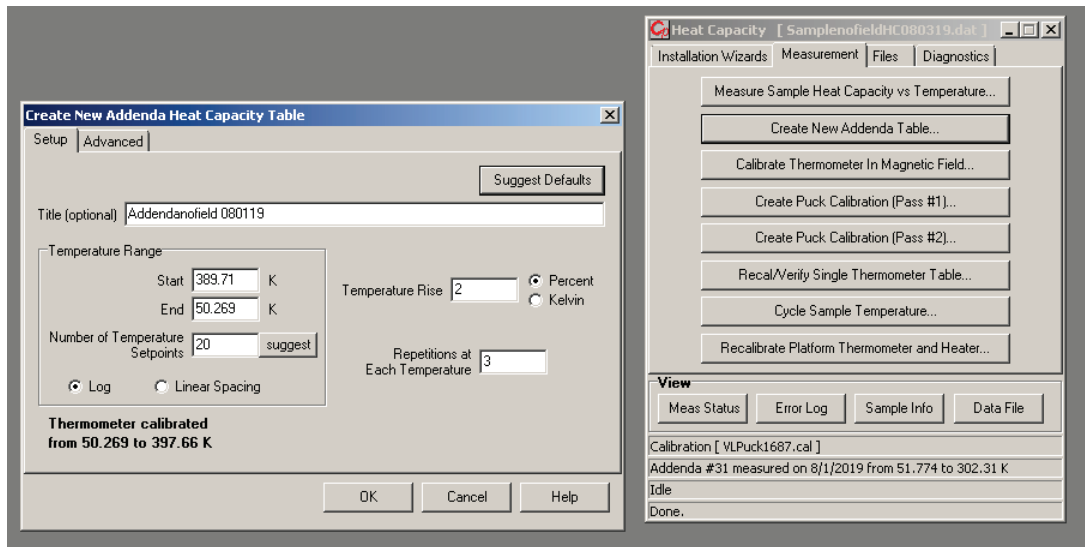 Create New Addenda Heat Capacity Table
Setup
Advanced
Suggest Defaults
Title (optional) Addendanofield 080119
Temperature Range
Start 389.71 K
End 50.269 K
Number of Temperature
Setpoints 20 suggest
Log Linear Spacing
Temperature Rise 2 Percent
Kelvin
Repetitions at
Each Temperature 3
Thermometer calibrated
from 50.269 to 397.66 K
OK Cancel Help
Heat Capacity [ SamplenofieldHC080319.dat ]
Installation Wizards Measurement Files Diagnostics
Measure Sample Heat Capacity vs Temperature...
Create New Addenda Table...
Calibrate Thermometer In Magnetic Field...
Create Puck Calibration (Pass #1)...
Create Puck Calibration (Pass #2)...
Recal/Verify Single Thermometer Table...
Cycle Sample Temperature...
Recalibrate Platform Thermometer and Heater...
View
Meas Status Error Log Sample Info Data File
Calibration [ VLPuck1687.cal ]
Addenda #31 measured on 8/1/2019 from 51.774 to 302.31 K
Idle
Done.